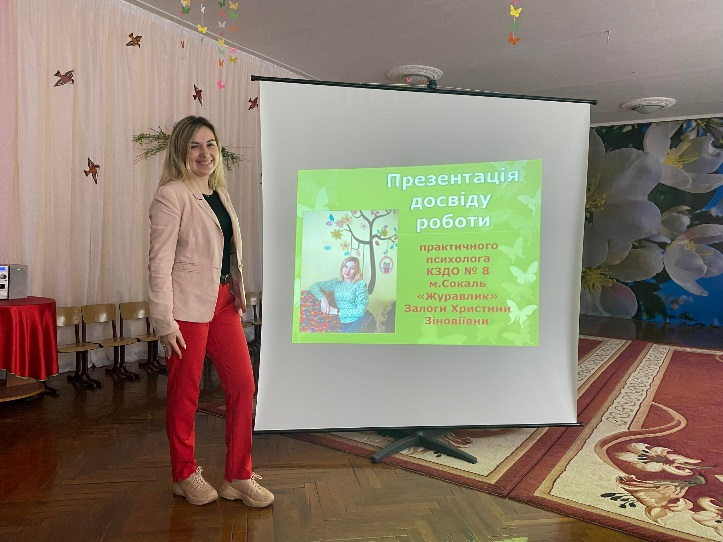 Презентація
досвіду
роботи
практичного
психолога
КЗДО № 8
м.Сокаль
«Журавлик»
Залоги Христини
Зіновіївни